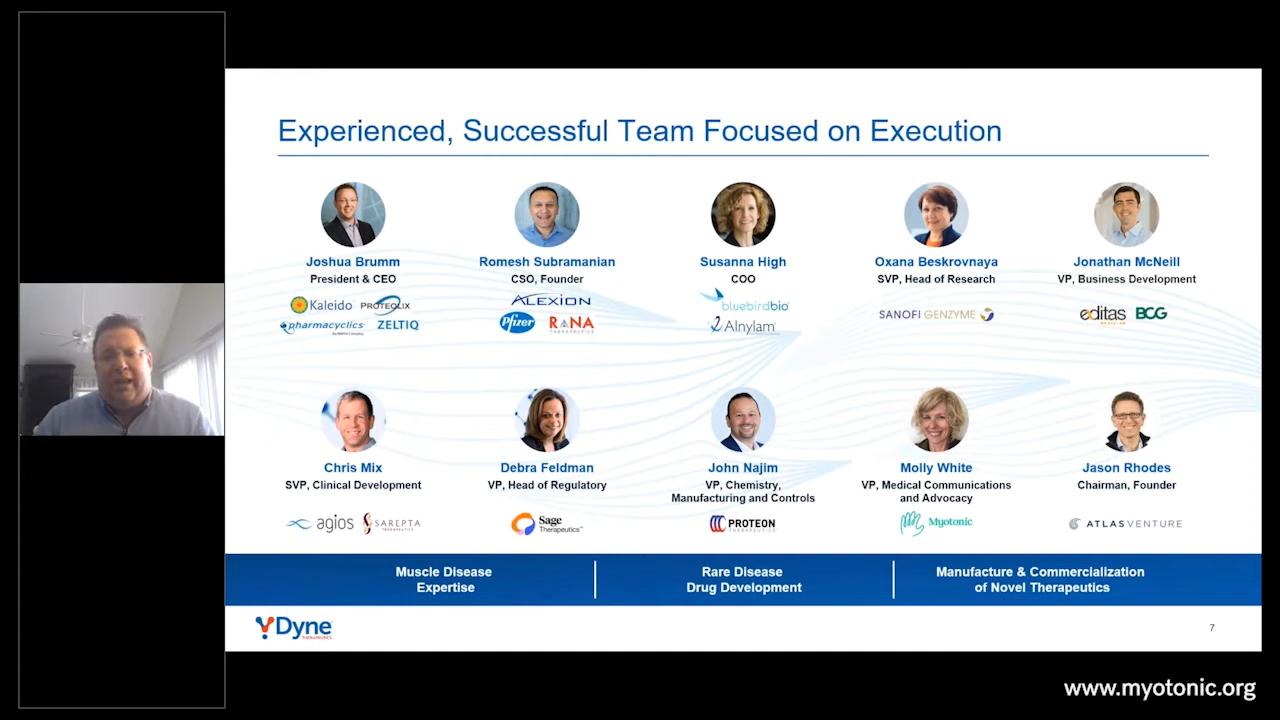 Experienced, Successful Team Focused on Execution
Joshua Brumm
President & CEO
Kaleido
PROTEOLIX
pharmacyclics
ZELTIQ
Romesh Subramanian
CSO, Founder
ALEXION
Pfizer
RANA
THERAPEUTICS
Susanna High
COO
bluebirdbio
Alnylam
Oxana Beskrovnaya
SVP, Head of Research
SANOFI GENZYME
Jonathan McNeill
VP, Business Development
editas
MEDICINE
BCG
Chris Mix
SVP, Clinical Development
agios
SAREPTA
THERAPEUTICS
Debra Feldman
VP, Head of Regulatory
Sage
Therapeutics™
John Najim
VP, Chemistry,
Manufacturing and Controls
PROTEON
THERAPEUTICS
Molly White
VP, Medical Communications
and Advocacy
Myotonic
Jason Rhodes
Chairman, Founder
ATLAS VENTURE
Muscle Disease
Expertise
Rare Disease
Drug Development
Manufacture & Commercialization
of Novel Therapeutics
Dyne
THERAPEUTICS
7
www.myotonic.org